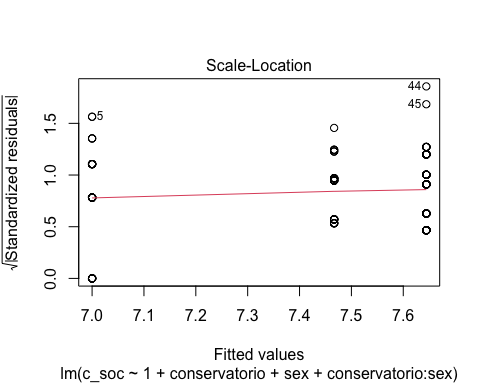 Scale-Location
√|Standardized residuals|
44
45
5
1.5
1.0
0.5
0.0
7.0 7.1 7.2 7.3 7.4 7.5 7.6
Fitted values
lm(c_soc ~ 1 + conservatorio + sex + conservatorio:sex)